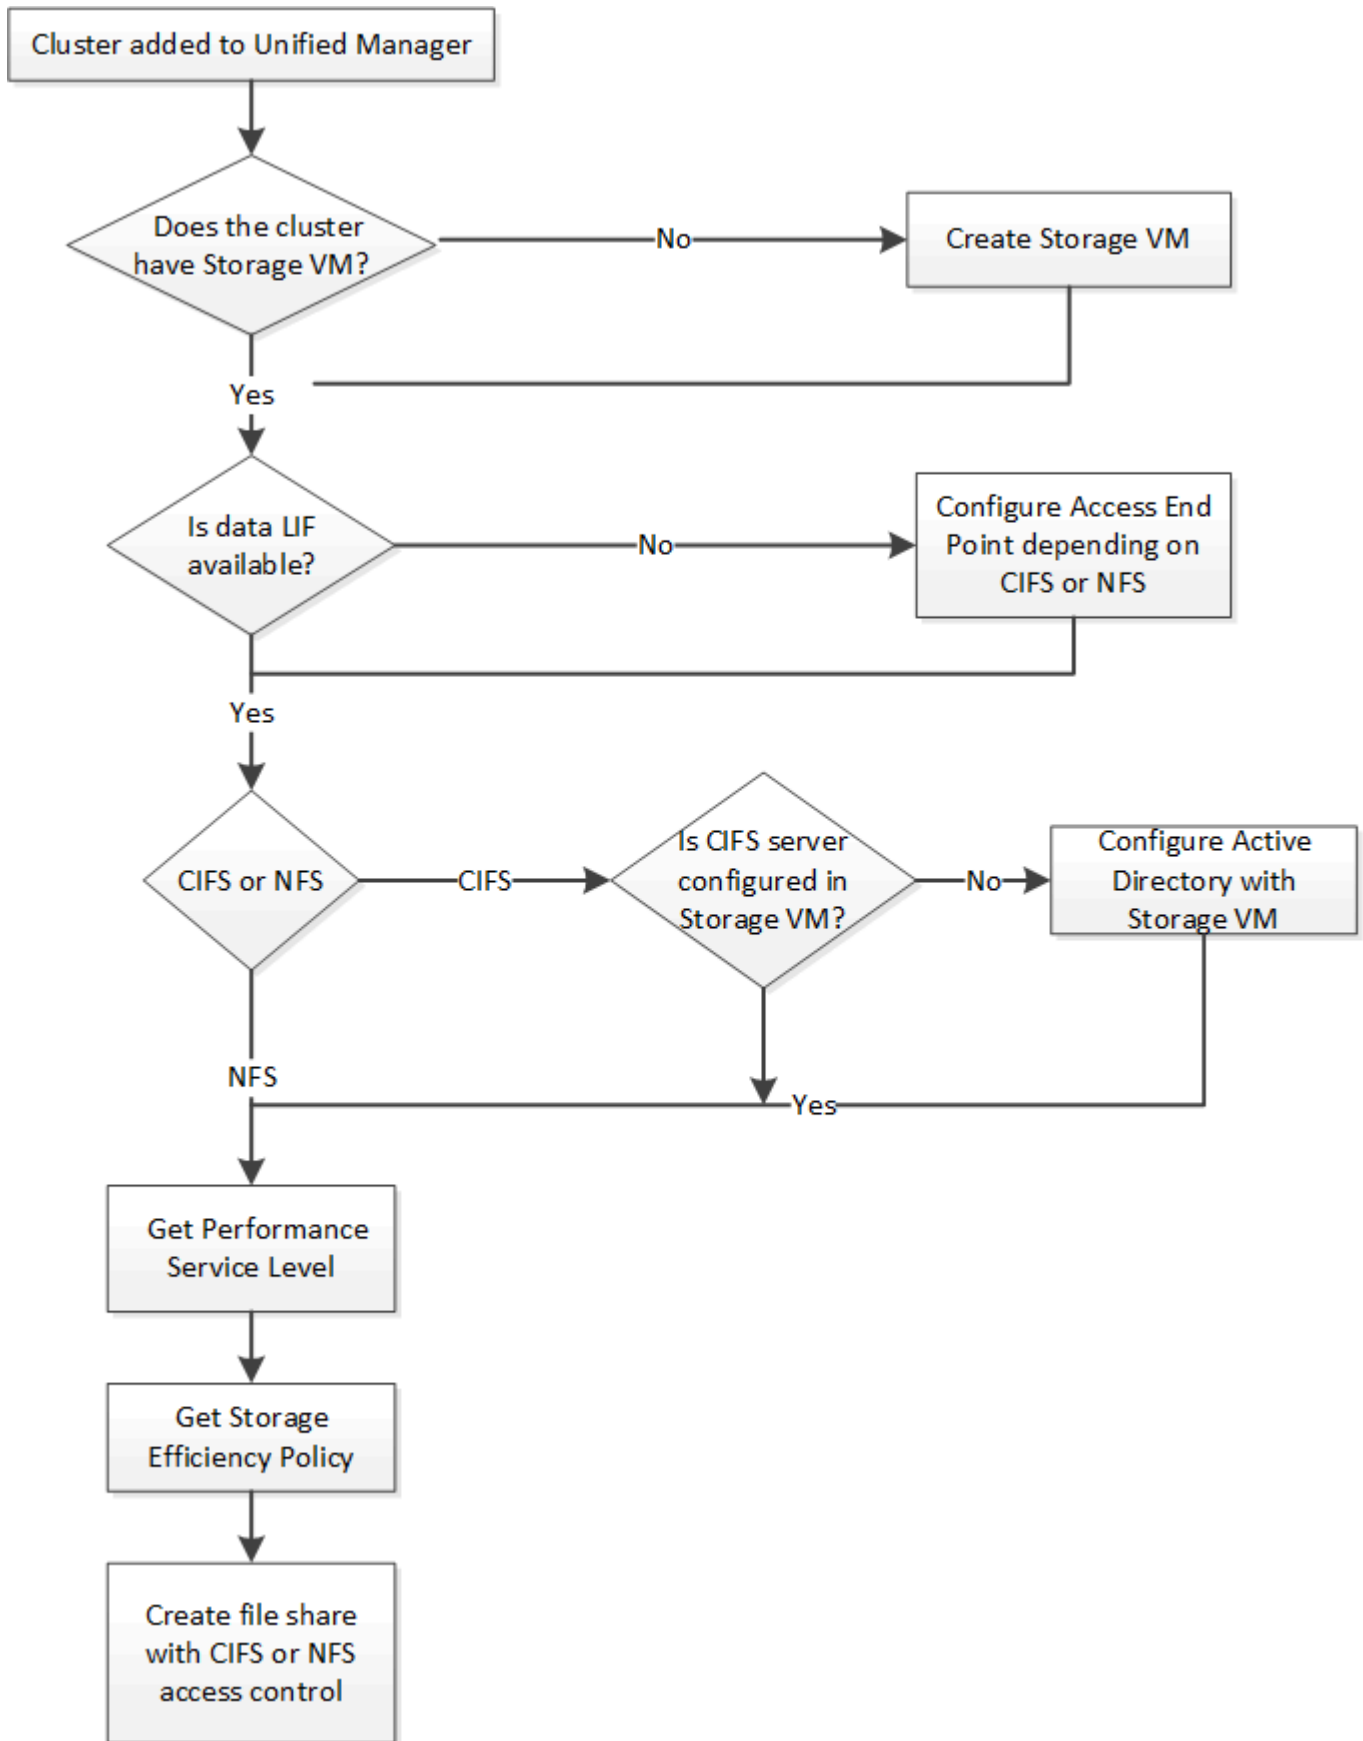 Cluster added to Unified Manager
Does the cluster
have Storage VM?
No
Create Storage VM
Yes
Is data LIF
available?
No
Configure Access End
Point depending on
CIFS or NFS
Yes
CIFS or NFS
CIFS
Is CIFS server
configured in
Storage VM?
No
Configure Active
Directory with
Storage VM
NFS
Yes
Get Performance
Service Level
Get Storage
Efficiency Policy
Create file share
with CIFS or NFS
access control